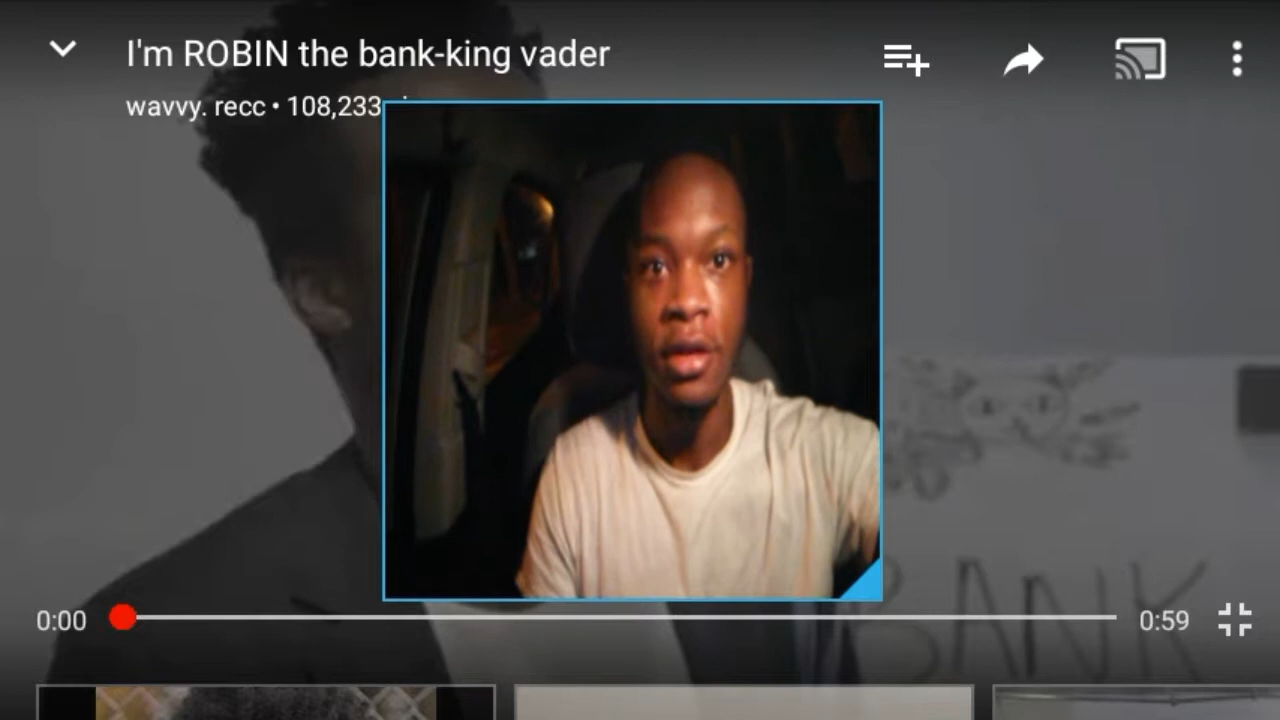 I'm ROBIN the bank-king vader
wavvy. recc • 108,233
BANK
0:00
0:59